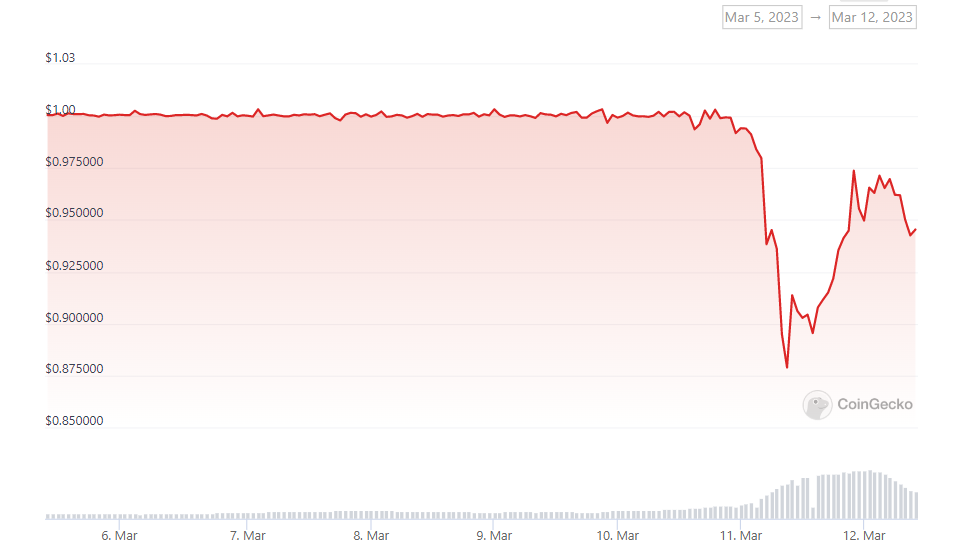 Mar 5, 2023 → Mar 12, 2023
$1.03
$1.00
$0.975000
$0.950000
$0.925000
$0.900000
$0.875000
$0.850000
CoinGecko
6. Mar 7. Mar 8. Mar 9. Mar 10. Mar 11. Mar 12. Mar